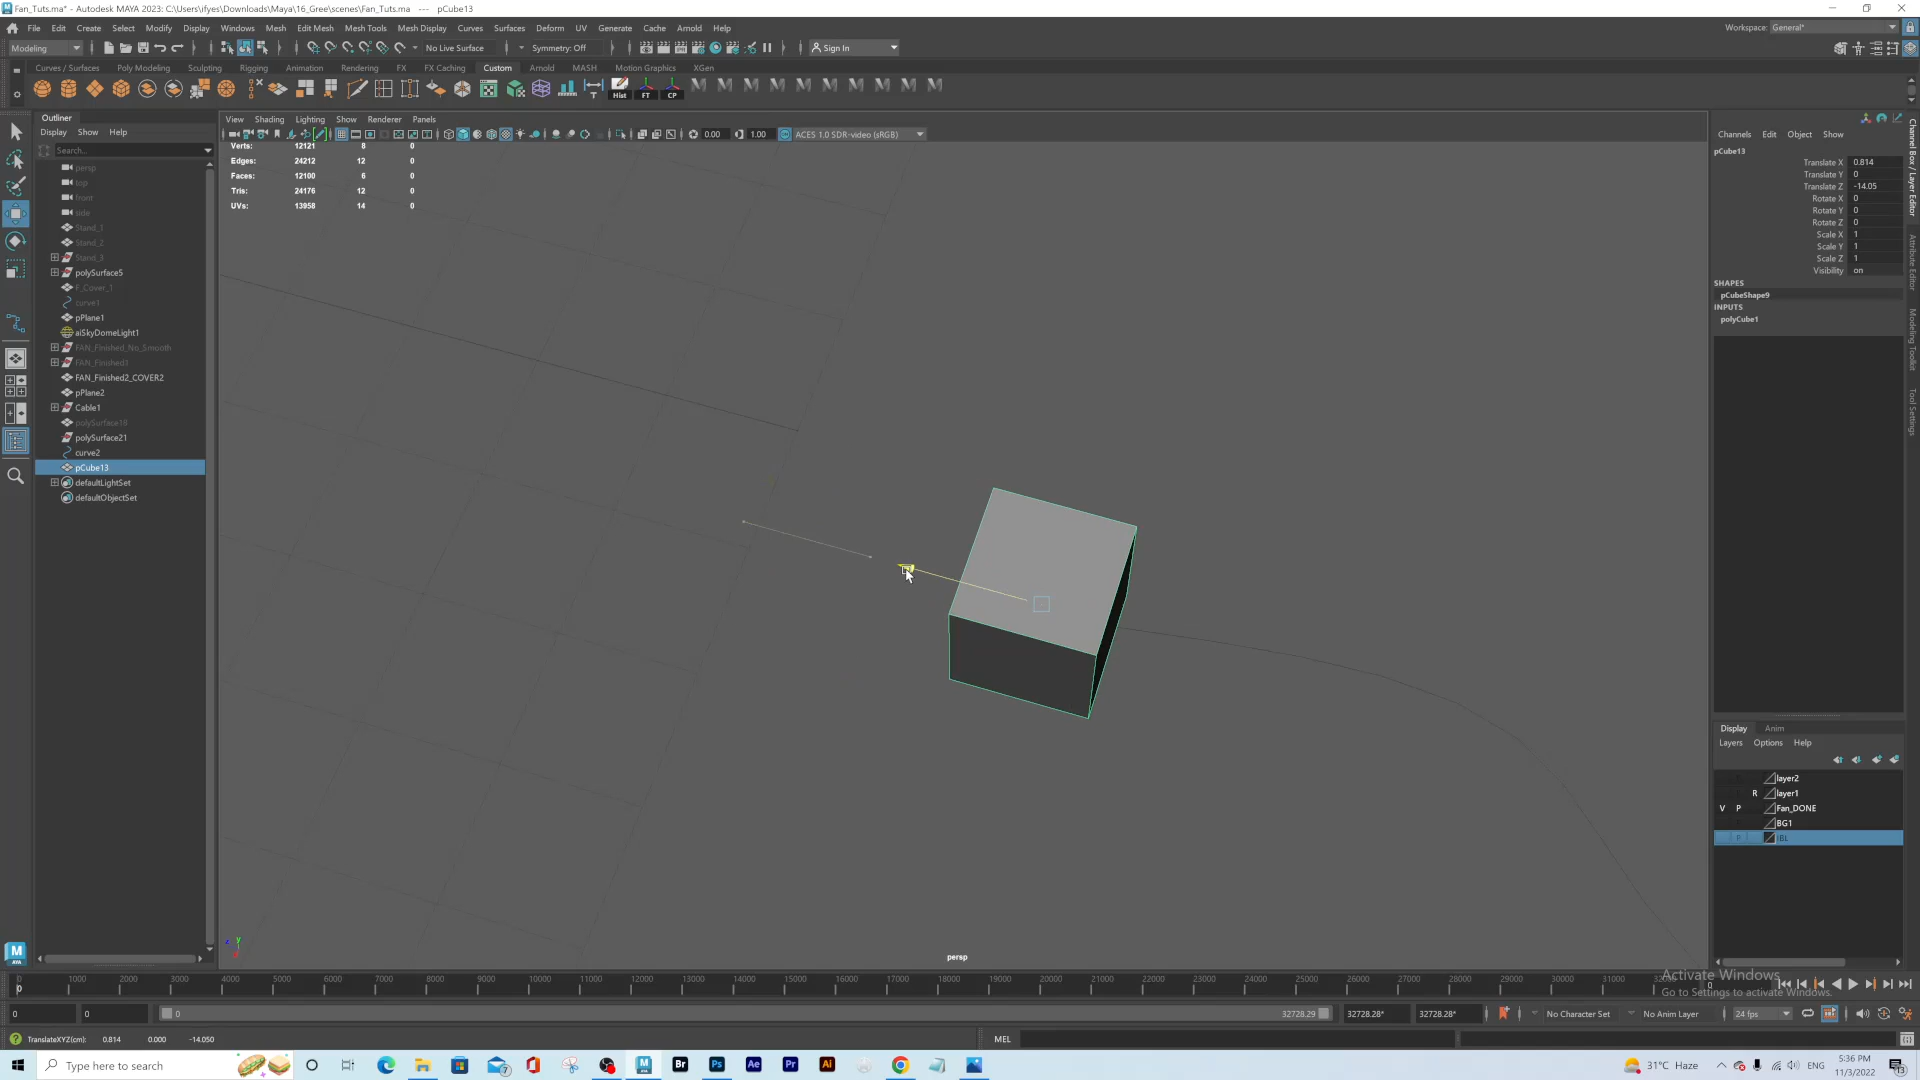 Fan_Tuts.ma* - Autodesk MAYA 2023: C:\Users\ifyes\Downloads\Maya\16_Gree\scenes\Fan_Tuts.ma --- pCube13
File Edit Create Select Modify Display Windows Mesh Edit Mesh Mesh Tools Mesh Display Curves Surfaces Deform UV Generate Cache Arnold Help
Workspace: General*
Modeling No Live Surface Symmetry: Off Sign In
Curves / Surfaces Poly Modeling Sculpting Rigging Animation Rendering FX FX Caching Custom Arnold MASH Motion Graphics XGen
Hist FT CP
Outliner
Display Show Help
Search...
persp
top
front
side
Stand_1
Stand_2
Stand_3
polySurface5
F_Cover_1
curve1
pPlane1
aiSkyDomeLight1
FAN_Finished_No_Smooth
FAN_Finished3
FAN_Finished2_COVER2
pPlane2
Cable1
polySurface18
polySurface21
curve2
pCube13
defaultLightSet
defaultObjectSet
View Shading Lighting Show Renderer Panels
0.00 1.00 ACES 1.0 SDR-video (sRGB)
Verts: 12121 8 0
Edges: 24212 12 0
Faces: 12100 6 0
Tris: 24176 12 0
UVs: 13958 14 0
persp
Channels Edit Object Show
pCube13
Translate X 0.814
Translate Y 0
Translate Z -14.05
Rotate X 0
Rotate Y 0
Rotate Z 0
Scale X 1
Scale Y 1
Scale Z 1
Visibility on
SHAPES
pCubeShape9
INPUTS
polyCube1
Channel Box / Layer Editor
Attribute Editor
Modeling Toolkit
Tool Settings
Display Anim
Layers Options Help
layer2
R layer1
V P Fan_DONE
BG1
P IBL
Activate Windows
Go to Settings to activate Windows.
0 1000 2000 3000 4000 5000 6000 7000 8000 9000 10000 11000 12000 13000 14000 15000 16000 17000 18000 19000 20000 21000 22000 23000 24000 25000 26000 27000 28000 29000 30000 31000
0
0 0 0 32728.29 32728.28* 32728.28* No Character Set No Anim Layer 24 fps
TranslateXYZ(cm): 0.814 0.000 -14.050 MEL
Type here to search
31°C Haze ENG
5:36 PM
11/3/2022